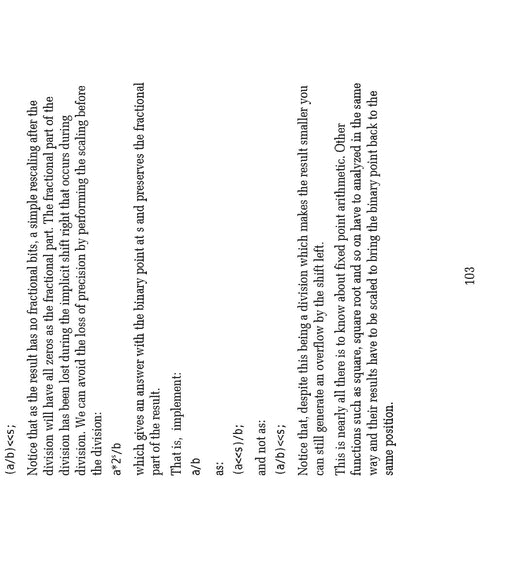 (a/b)<<s;
Notice that as the result has no fractional bits, a simple rescaling after the
division will have all zeros as the fractional part. The fractional part of the
division has been lost during the implicit shift right that occurs during
division. We can avoid the loss of precision by performing the scaling before
the division:
a*2ˢ/b
which gives an answer with the binary point at s and preserves the fractional
part of the result.
That is, implement:
a/b
as:
(a<<s)/b;
and not as:
(a/b)<<s;
Notice that, despite this being a division which makes the result smaller you
can still generate an overflow by the shift left.
This is nearly all there is to know about fixed point arithmetic. Other
functions such as square, square root and so on have to analyzed in the same
way and their results have to be scaled to bring the binary point back to the
same position.
103